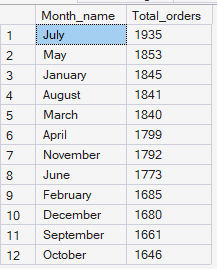 Month_name Total_orders
1 July 1935
2 May 1853
3 January 1845
4 August 1841
5 March 1840
6 April 1799
7 November 1792
8 June 1773
9 February 1685
10 December 1680
11 September 1661
12 October 1646